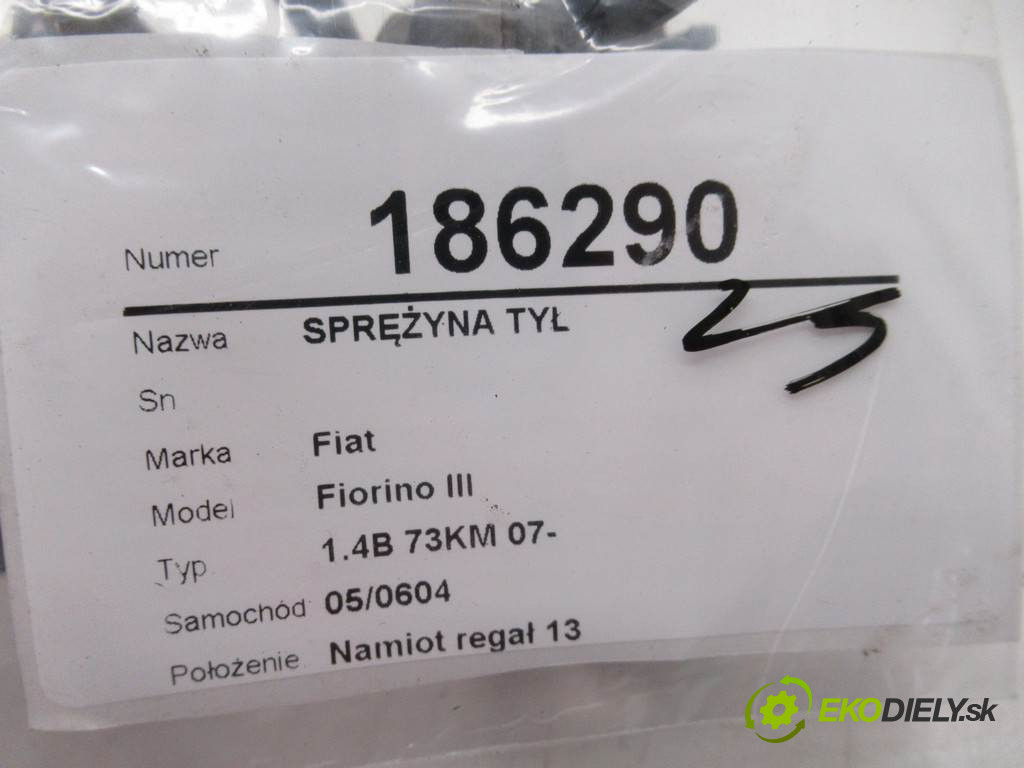 Numer 186290
Nazwa SPRĘŻYNA TYŁ
25
Sn
Marka Fiat
Model Fiorino III
Typ 1.4B 73KM 07-
Samochód 05/0604
Położenie Namiot regał 13
EKODIELY.sk